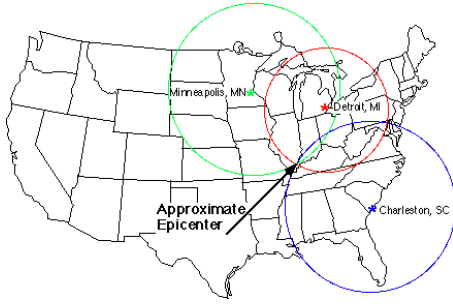 Minneapolis, MN
Detroit, MI
Approximate
Epicenter
Charleston, SC